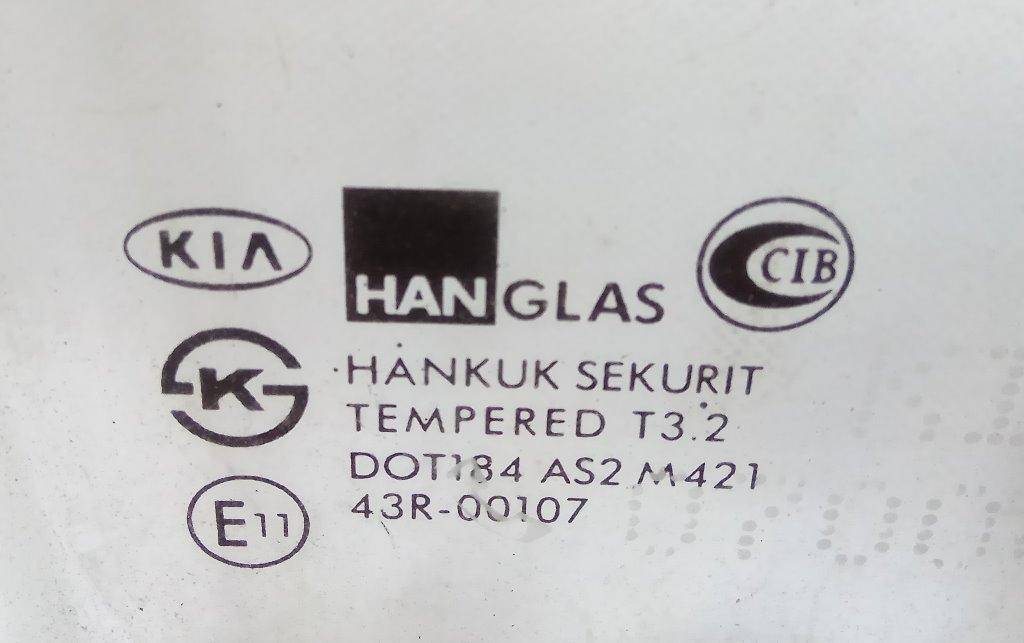 KIA
HANGLAS
CIB
K
HANKUK SEKURIT
TEMPERED T3.2
DOT184 AS2 M421
E11
43R-00107